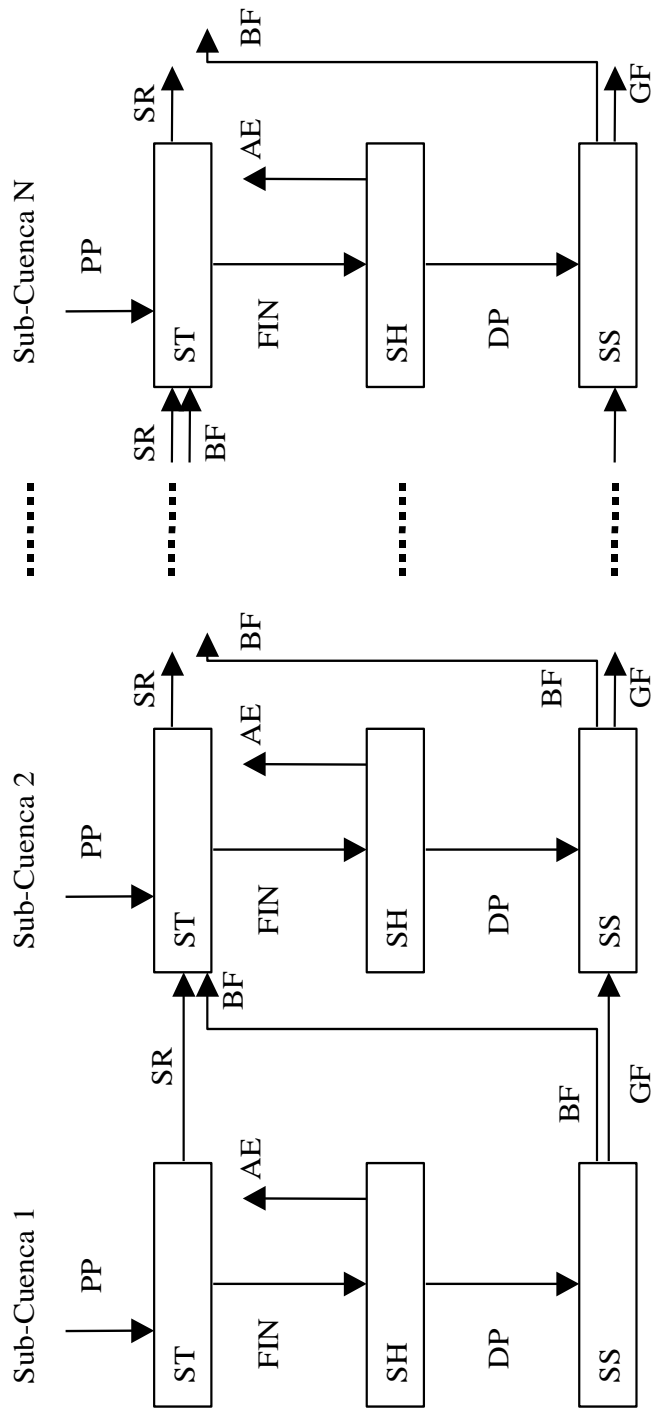 Sub-Cuenca 1
Sub-Cuenca 2
Sub-Cuenca N
PP
PP
PP
SR
SR
SR
SR
ST
ST
ST
BF
BF
BF
BF
FIN
AE
FIN
AE
FIN
AE
SH
SH
SH
DP
DP
DP
BF
BF
SS
SS
SS
GF
GF
GF